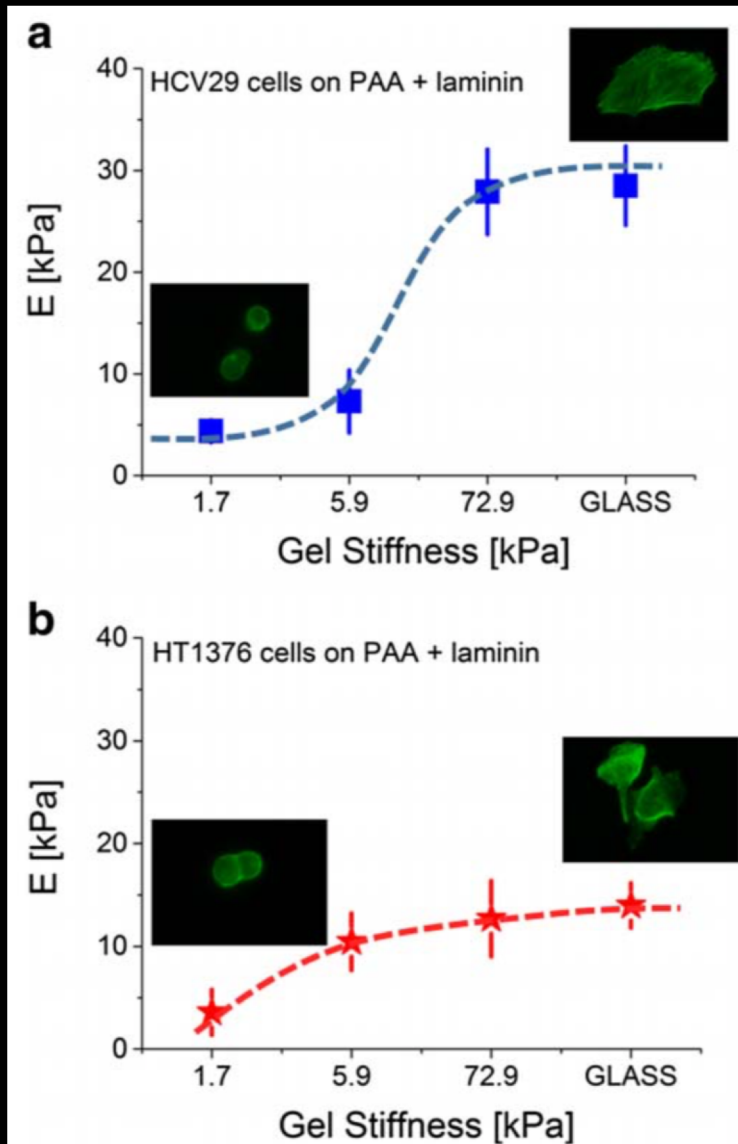 a
HCV29 cells on PAA + laminin
E [kPa]
40
30
20
10
0
1.7 5.9 72.9 GLASS
Gel Stiffness [kPa]
b
HT1376 cells on PAA + laminin
E [kPa]
40
30
20
10
0
1.7 5.9 72.9 GLASS
Gel Stiffness [kPa]